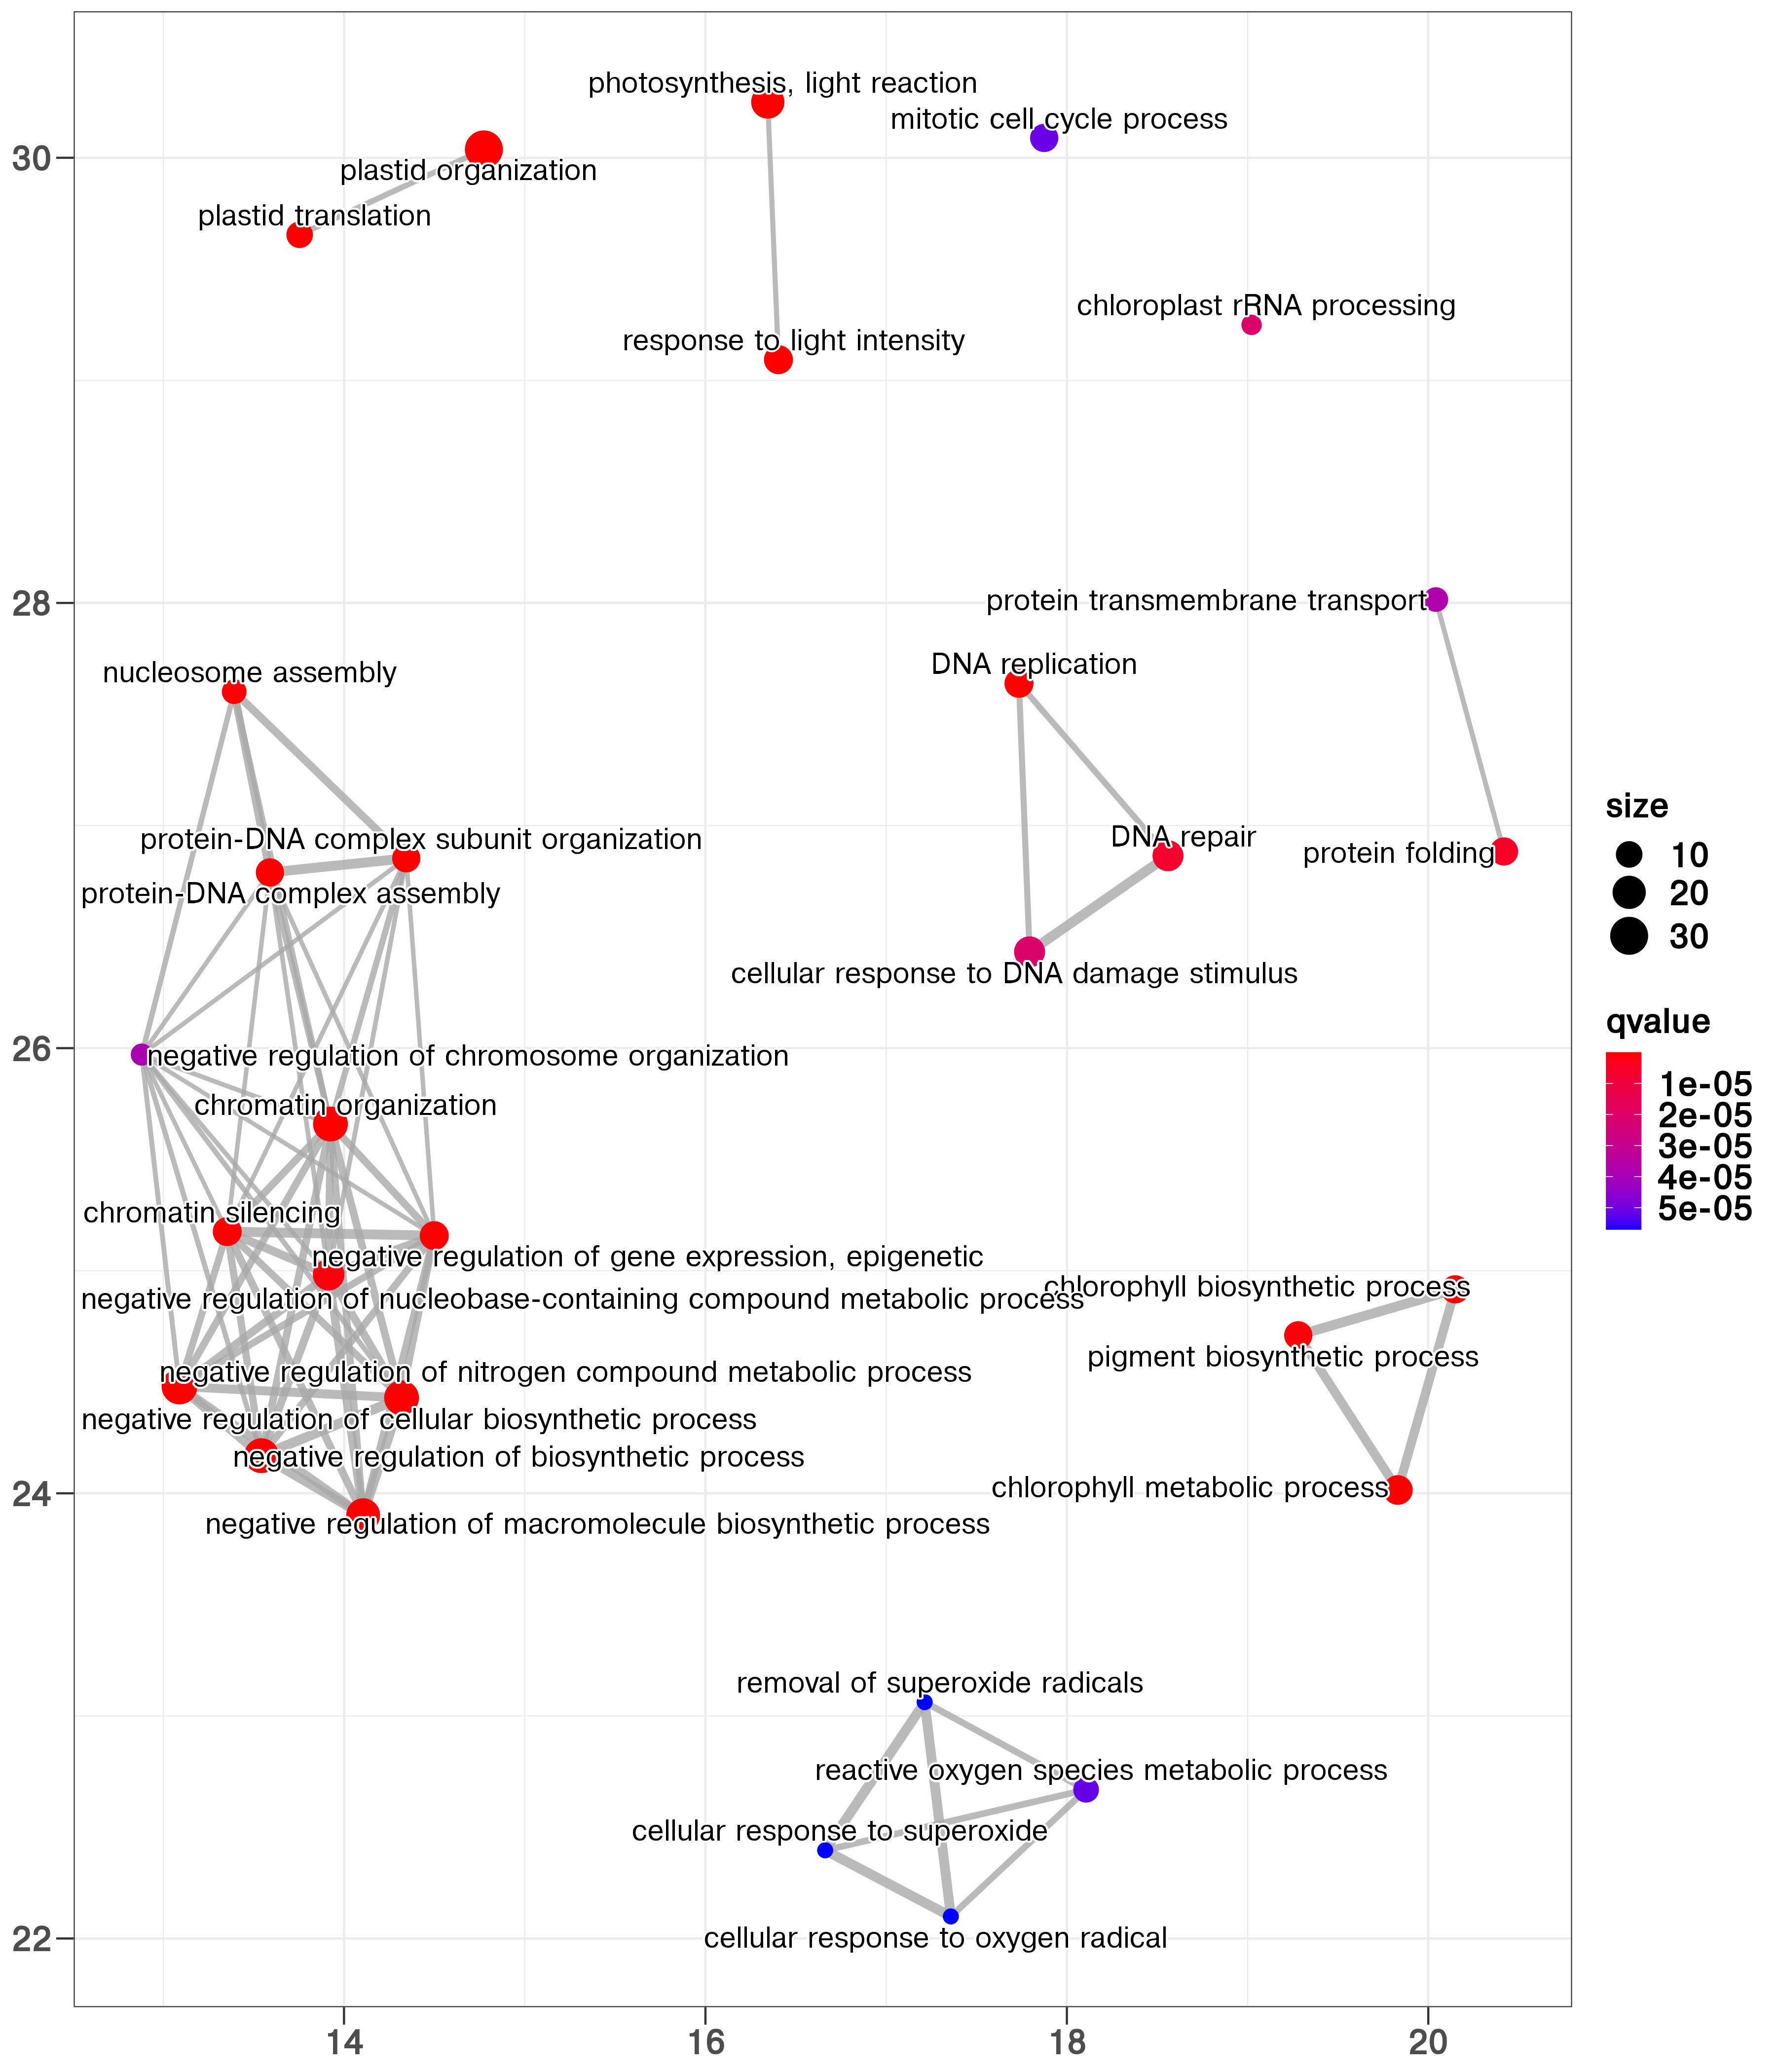 photosynthesis, light reaction
mitotic cell cycle process
30
plastid organization
plastid translation
chloroplast rRNA processing
response to light intensity
28
protein transmembrane transport
DNA replication
nucleosome assembly
protein-DNA complex subunit organization
DNA repair
protein folding
protein-DNA complex assembly
cellular response to DNA damage stimulus
26
negative regulation of chromosome organization
chromatin organization
chromatin silencing
negative regulation of gene expression, epigenetic
chlorophyll biosynthetic process
negative regulation of nucleobase-containing compound metabolic process
pigment biosynthetic process
negative regulation of nitrogen compound metabolic process
negative regulation of cellular biosynthetic process
negative regulation of biosynthetic process
24
chlorophyll metabolic process
negative regulation of macromolecule biosynthetic process
removal of superoxide radicals
reactive oxygen species metabolic process
cellular response to superoxide
22
cellular response to oxygen radical
14
16
18
20
size
10
20
30
qvalue
1e-05
2e-05
3e-05
4e-05
5e-05